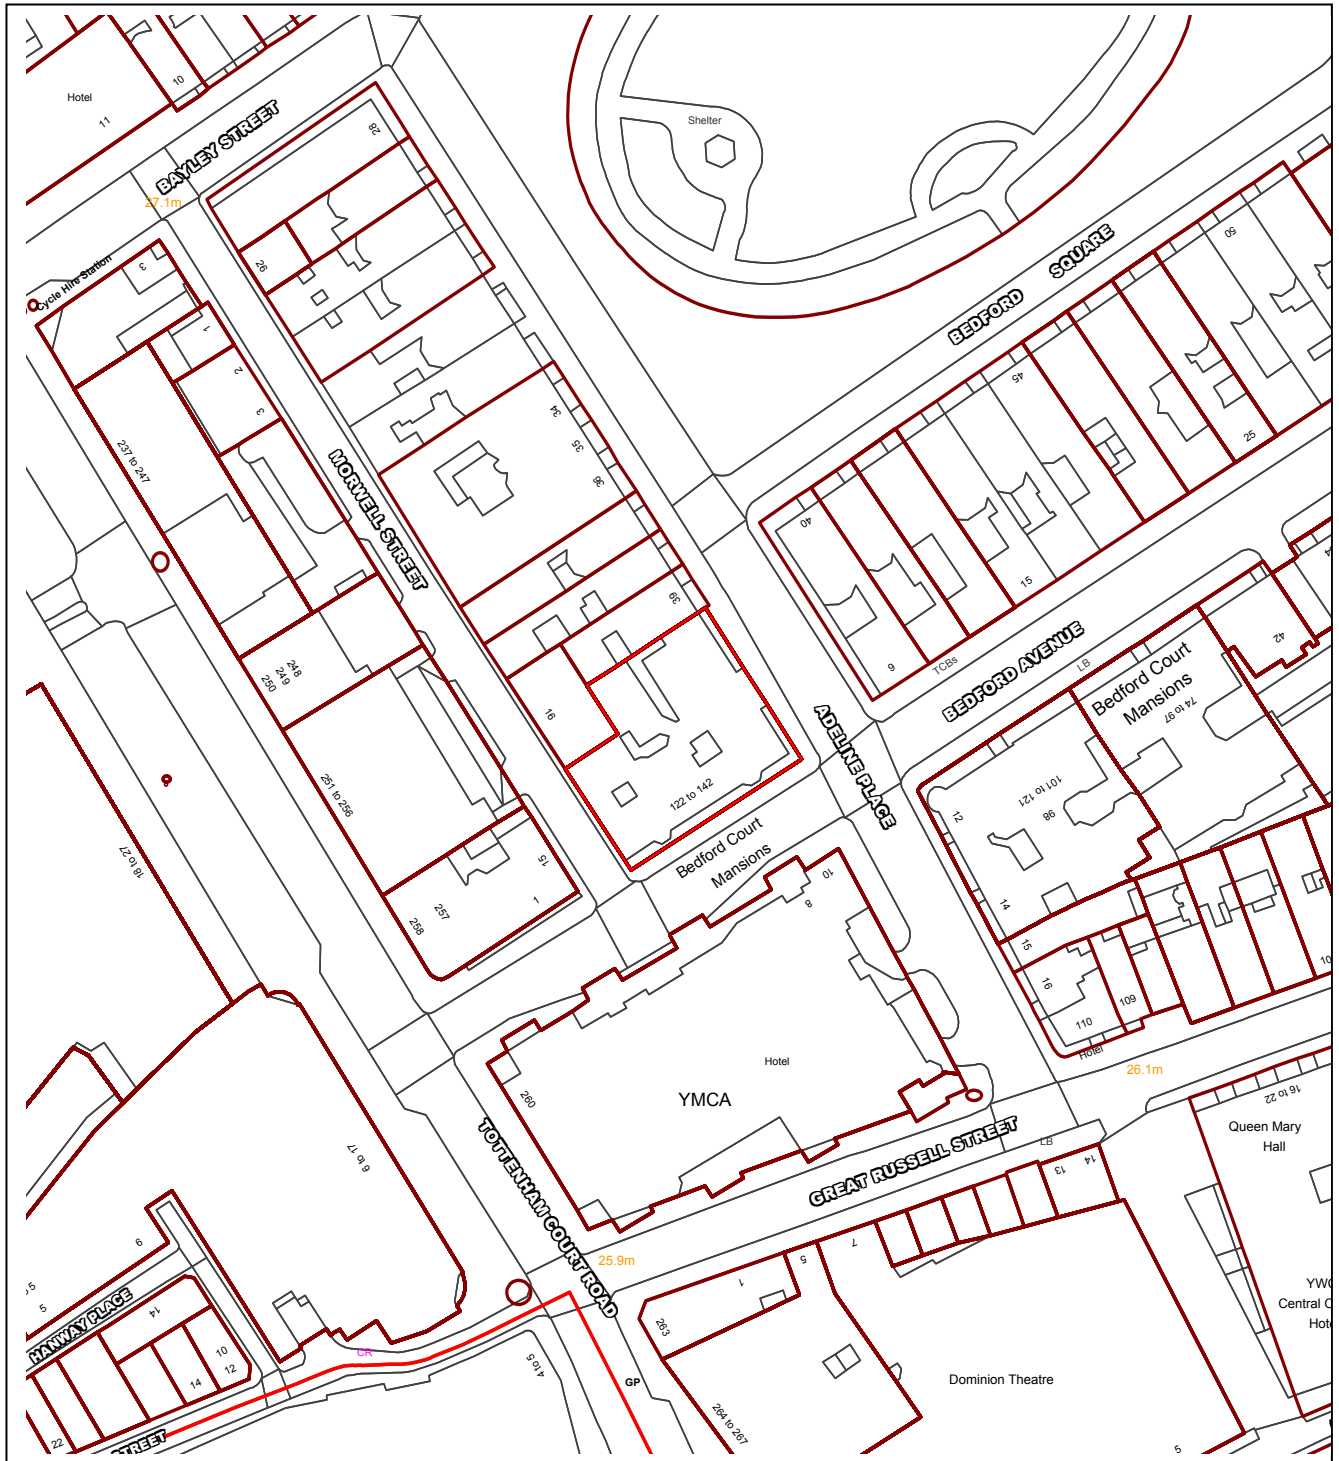 Hotel
11
10
BAYLEY STREET
27.1m
28
Shelter
26
Cycle Hire Station
3
1
2
3
237 to 247
MORWELL STREET
34
35
36
39
BEDFORD SQUARE
50
45
40
25
15
9
TCBs
BEDFORD AVENUE
LB
42
Bedford Court
Mansions
74 to 97
101 to 121
98
12
14
15
16
ADELINE PLACE
248
249
250
16
122 to 142
Bedford Court
Mansions
251 to 256
15
1
257
258
18 to 27
10
8
Hotel
YMCA
260
109
110
Hotel
26.1m
16 to 22
Queen Mary
Hall
LB
GREAT RUSSELL STREET
13
14
TOTTENHAM COURT ROAD
25.9m
6 to 17
9
5
HANWAY PLACE
14
10
12
14
22
STREET
CR
4 to 5
GP
1
5
7
263
264 to 267
Dominion Theatre
5